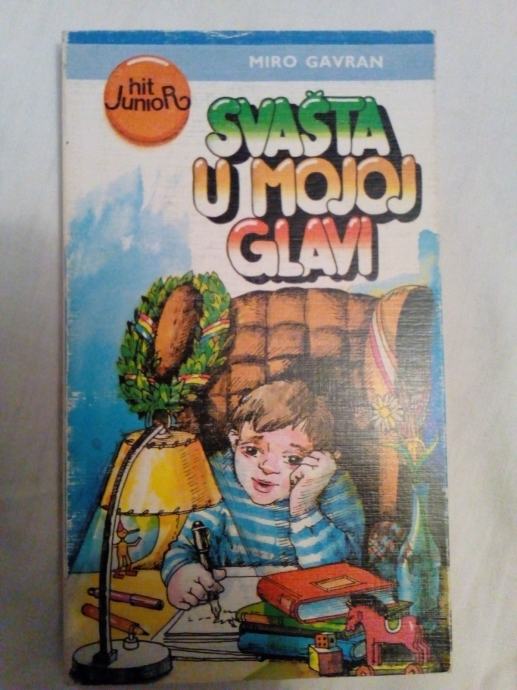 MIRO GAVRAN
hit
JunioR
SVAŠTA
U MOJOJ
GLAVI